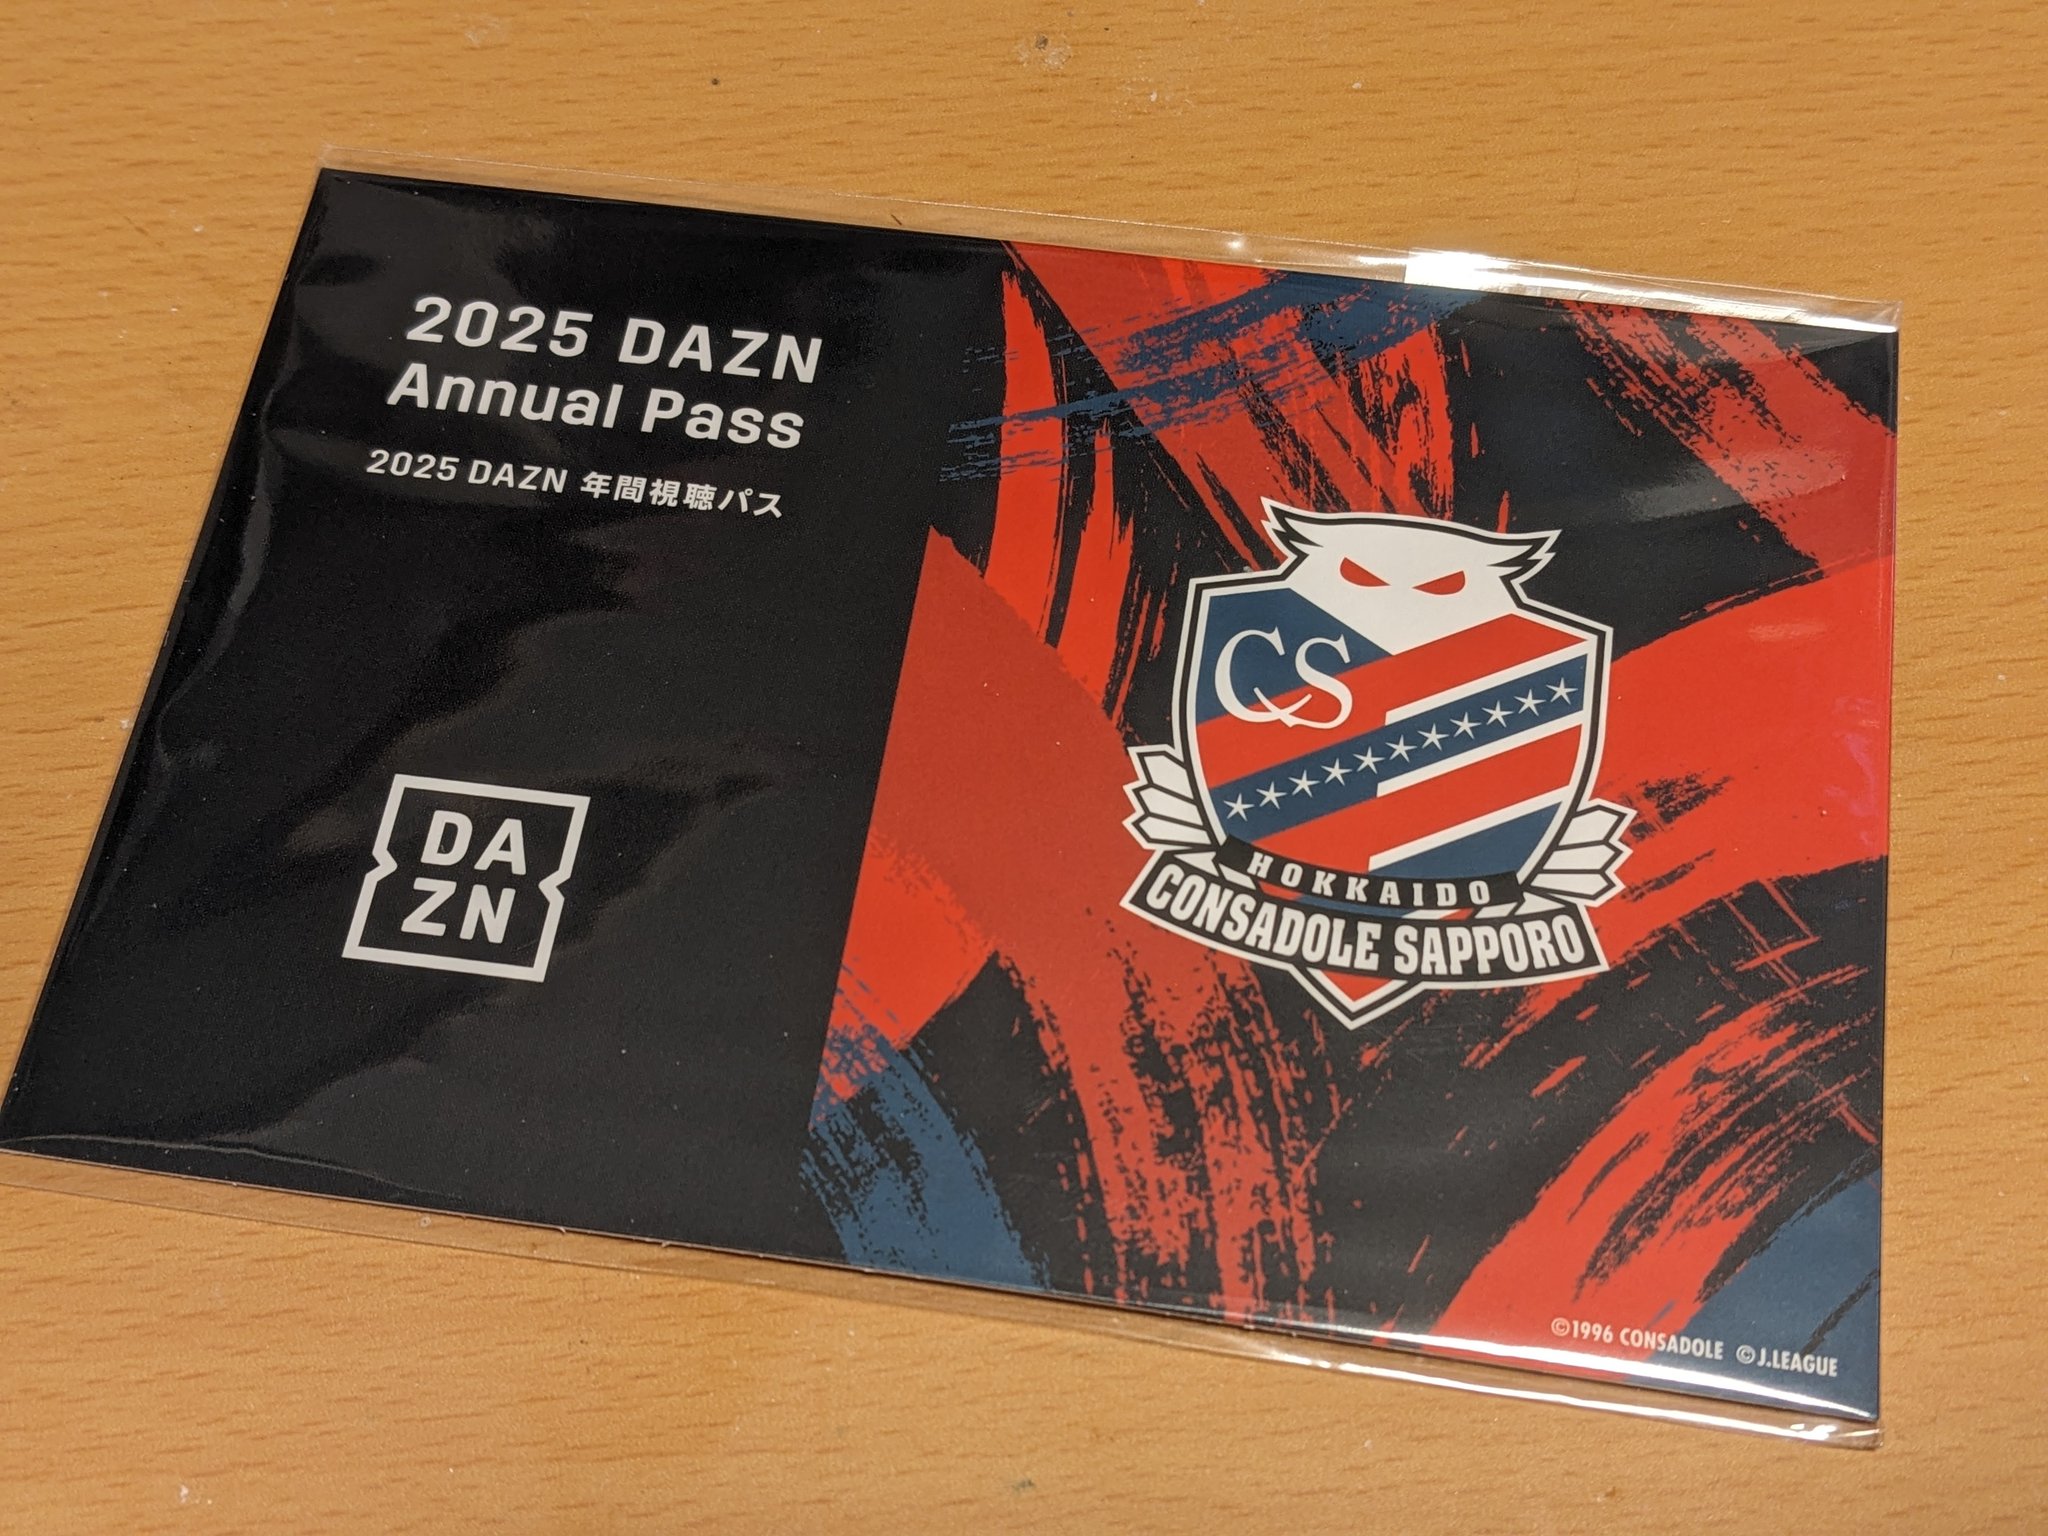 2025 DAZN
Annual Pass
2025 DAZN 年間視聴パス
DA
ZN
CS
HOKKAIDO
CONSADOLE SAPPORO
©1996 CONSADOLE ©J.LEAGUE